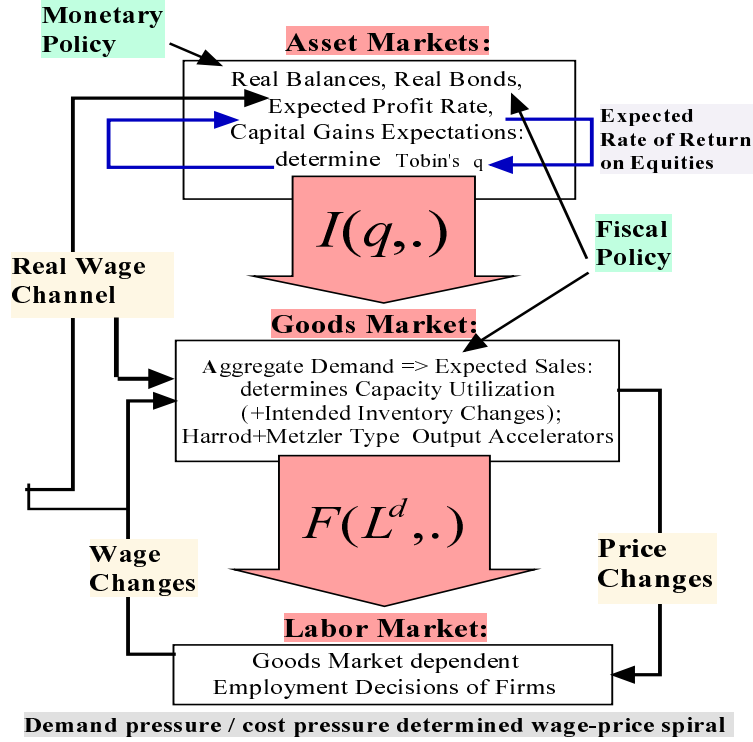 Monetary
Policy
Asset Markets:
Real Balances, Real Bonds,
Expected Profit Rate,
Capital Gains Expectations:
determine Tobin's q
Expected
Rate of Return
on Equities
I(q,.)
Fiscal
Policy
Real Wage
Channel
Goods Market:
Aggregate Demand => Expected Sales:
determines Capacity Utilization
(+Intended Inventory Changes);
Harrod+Metzler Type Output Accelerators
F(L^d,.)
Wage
Changes
Price
Changes
Labor Market:
Goods Market dependent
Employment Decisions of Firms
Demand pressure / cost pressure determined wage-price spiral